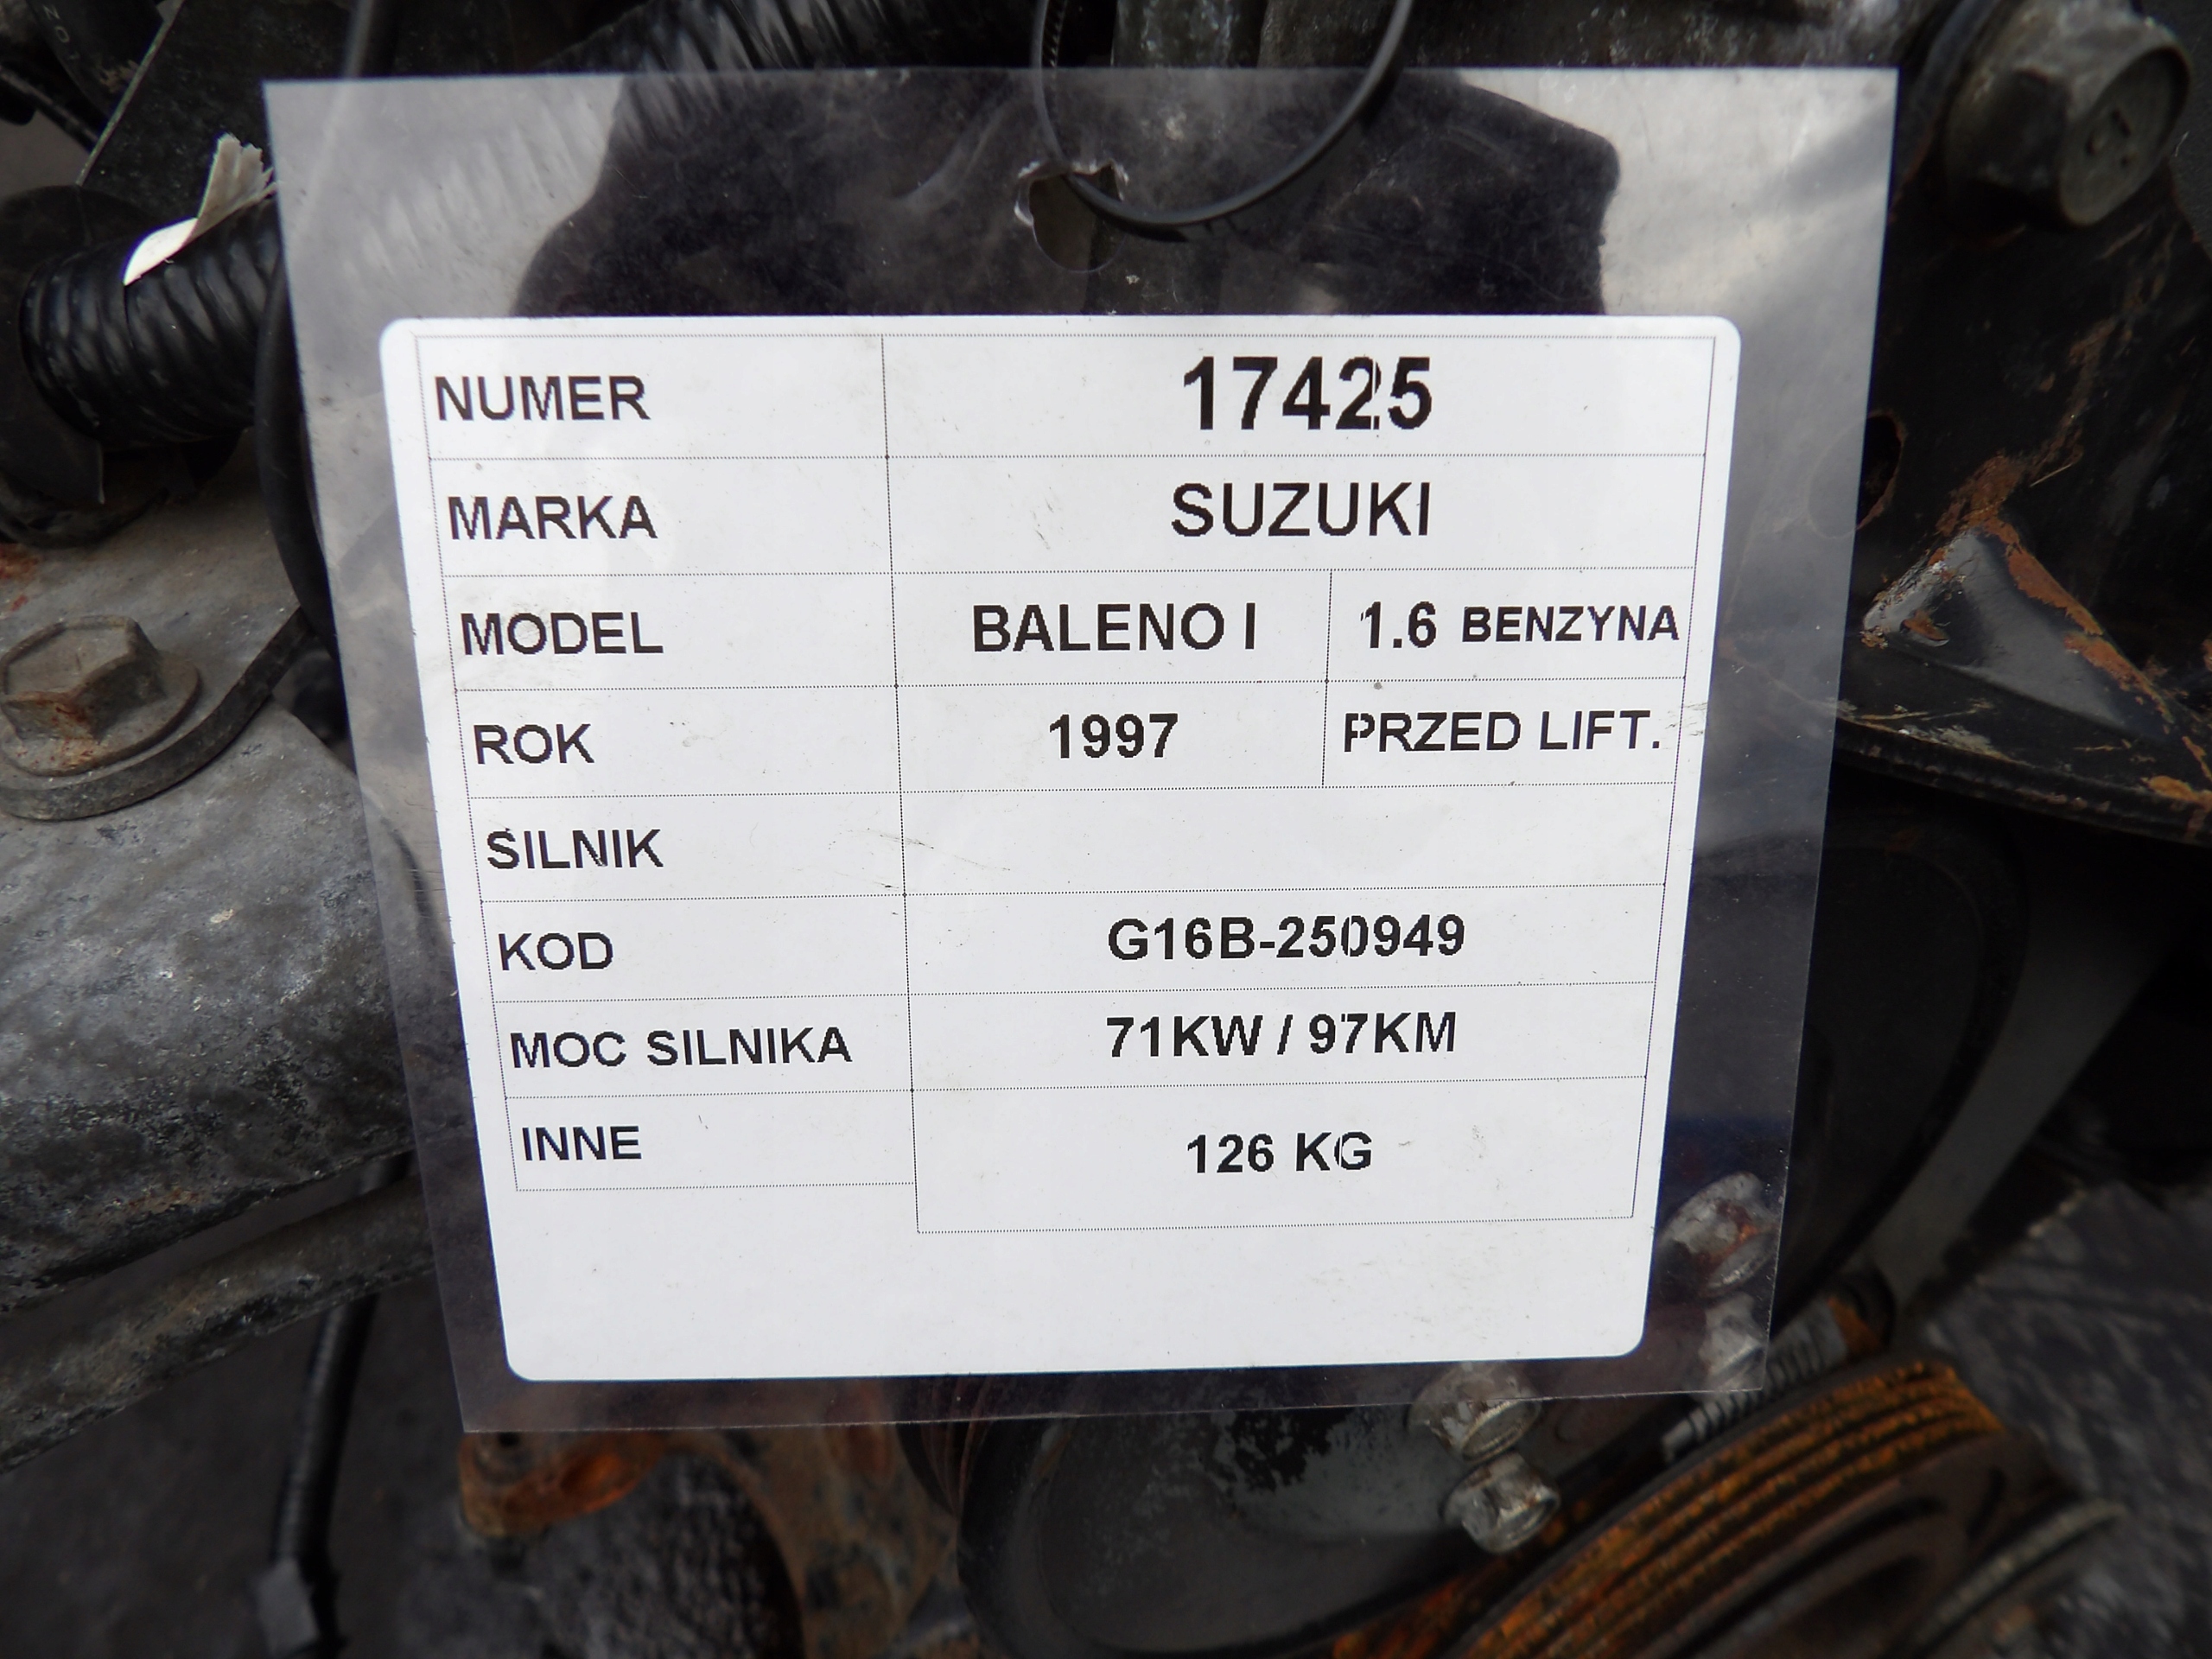 NUMER 17425
MARKA SUZUKI
MODEL BALENO I 1.6 BENZYNA
ROK 1997 PRZED LIFT.
SILNIK
KOD G16B-250949
MOC SILNIKA 71KW / 97KM
INNE 126 KG